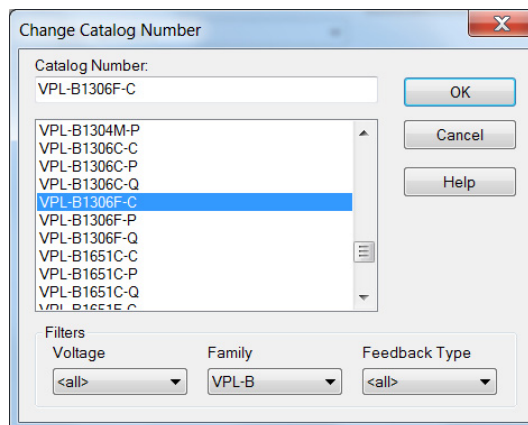 Change Catalog Number
X
Catalog Number:
VPL-B1306F-C
OK
VPL-B1304M-P
VPL-B1306C-C
VPL-B1306C-P
VPL-B1306C-Q
VPL-B1306F-C
VPL-B1306F-P
VPL-B1306F-Q
VPL-B1651C-C
VPL-B1651C-P
VPL-B1651C-Q
VPL-B1651F-C
Cancel
Help
Filters
Voltage Family Feedback Type
<all> VPL-B <all>